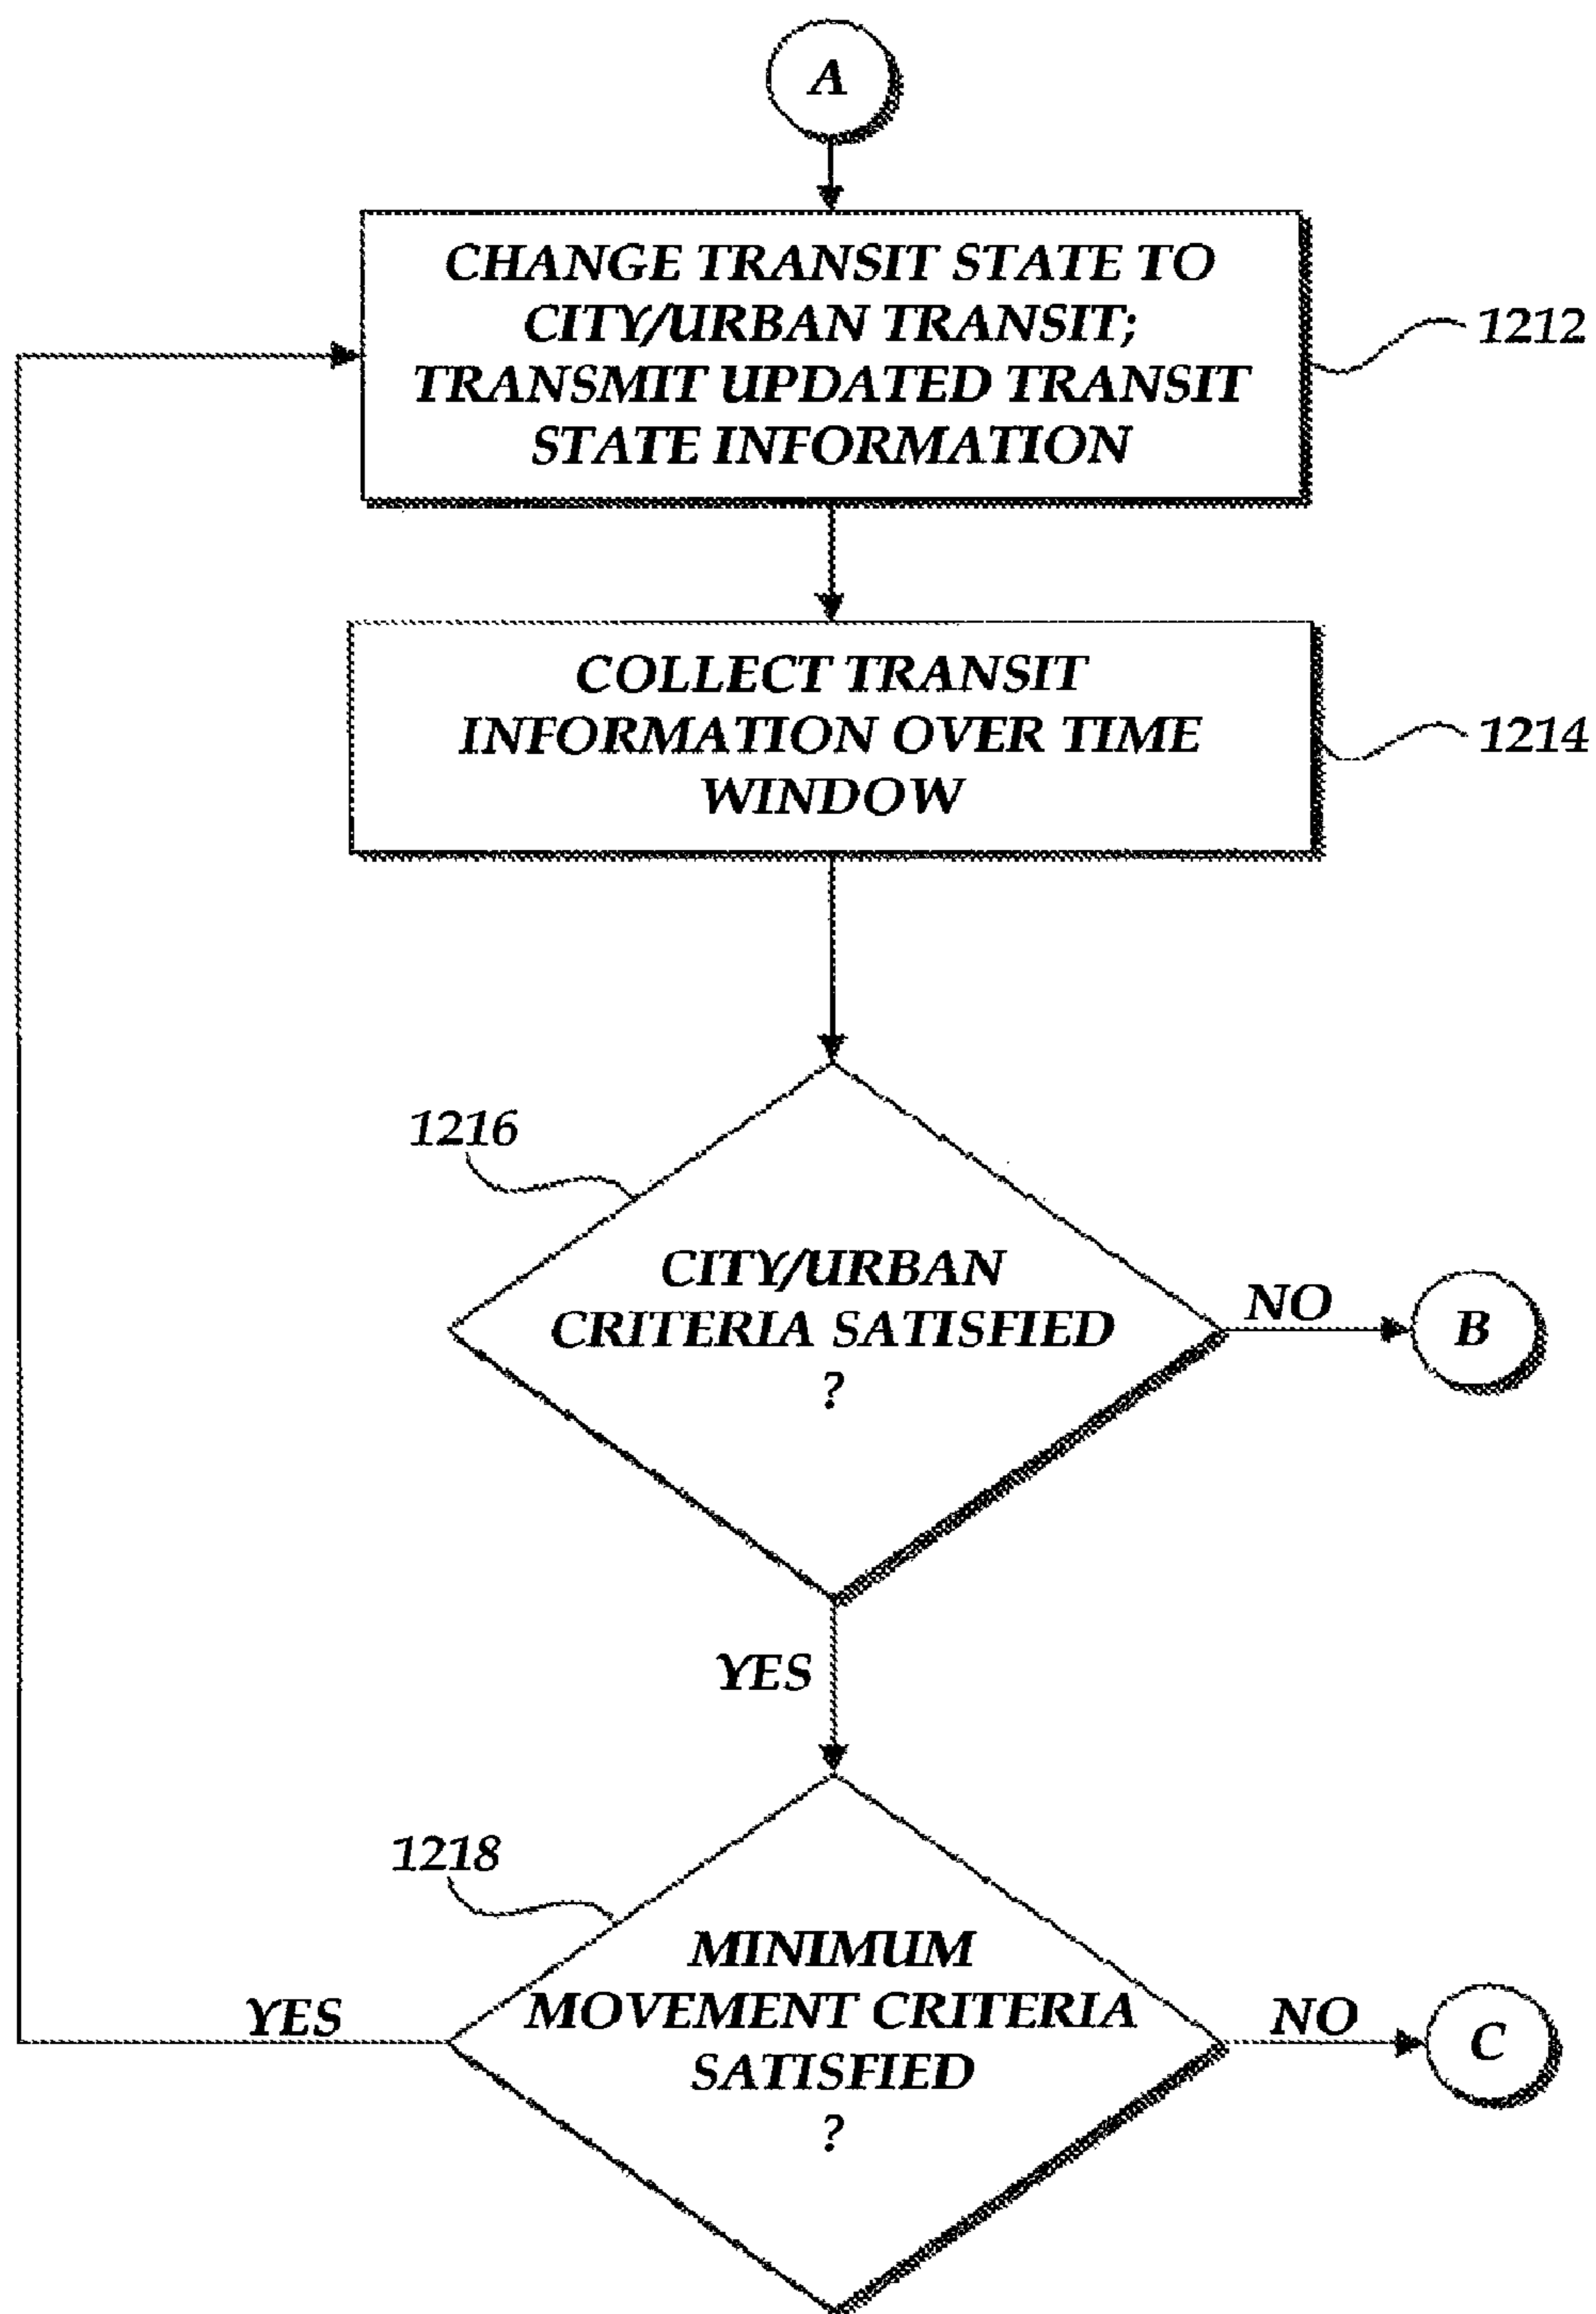 A
CHANGE TRANSIT STATE TO
CITY/URBAN TRANSIT;
TRANSMIT UPDATED TRANSIT
STATE INFORMATION
1212
COLLECT TRANSIT
INFORMATION OVER TIME
WINDOW
1214
1216
CITY/URBAN
CRITERIA SATISFIED
?
NO
B
YES
1218
MINIMUM
MOVEMENT CRITERIA
SATISFIED
?
YES
NO
C